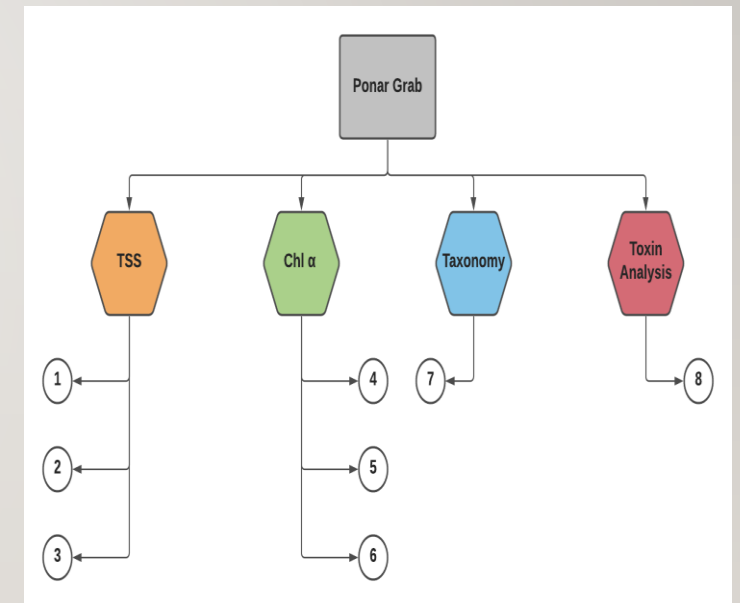 Ponar Grab
TSS
Chl α
Taxonomy
Toxin
Analysis
1
4
7
8
2
5
3
6